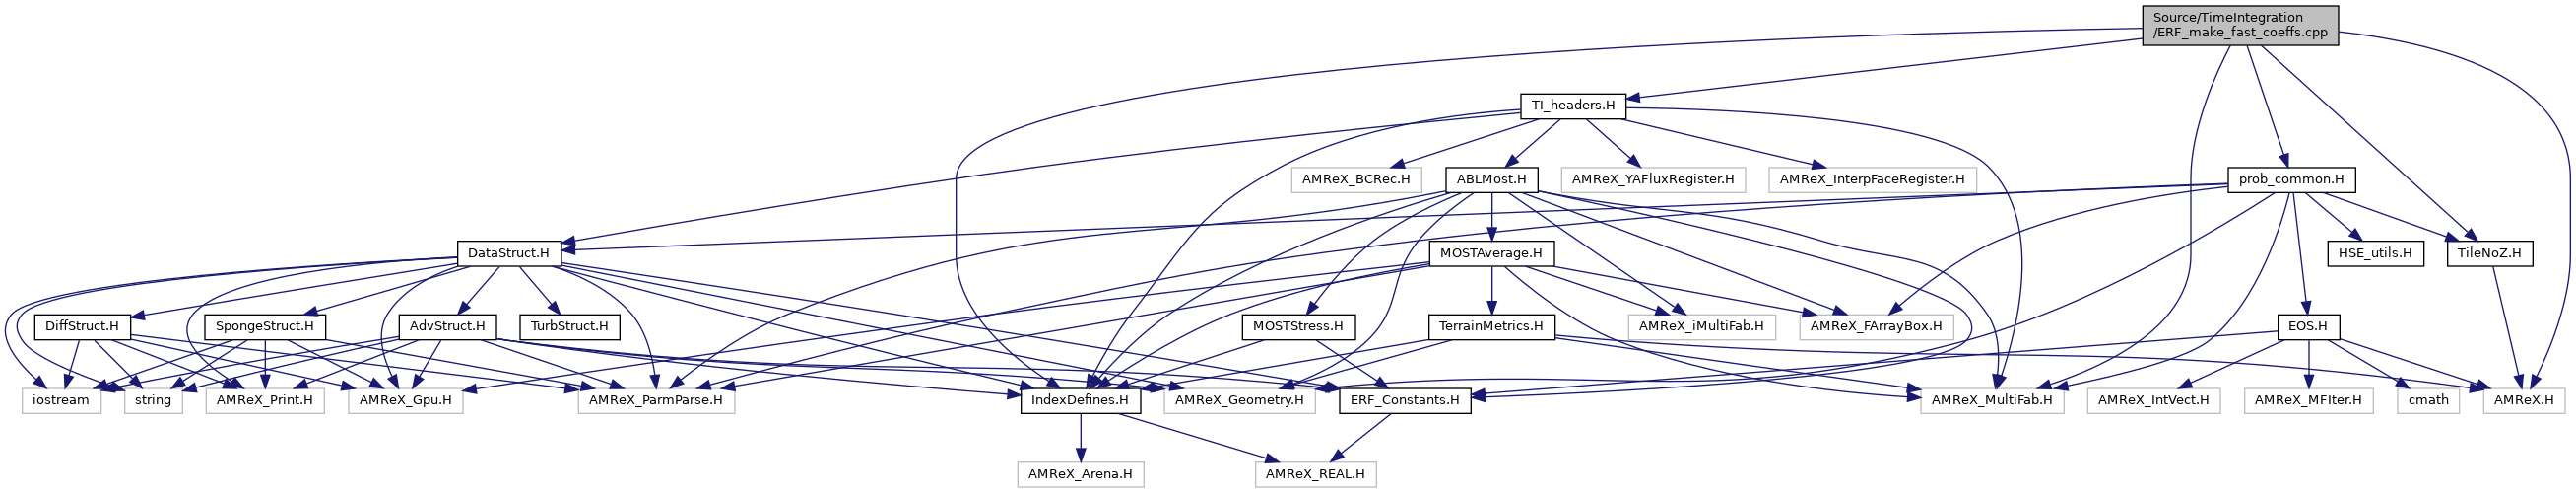 Source/TimeIntegration
/ERF_make_fast_coeffs.cpp
TI_headers.H
AMReX_BCRec.H
ABLMost.H
AMReX_YAFluxRegister.H
AMReX_InterpFaceRegister.H
prob_common.H
DataStruct.H
MOSTAverage.H
HSE_utils.H
TileNoZ.H
DiffStruct.H
SpongeStruct.H
AdvStruct.H
TurbStruct.H
MOSTStress.H
TerrainMetrics.H
AMReX_iMultiFab.H
AMReX_FArrayBox.H
EOS.H
iostream
string
AMReX_Print.H
AMReX_Gpu.H
AMReX_ParmParse.H
IndexDefines.H
AMReX_Geometry.H
ERF_Constants.H
AMReX_MultiFab.H
AMReX_IntVect.H
AMReX_MFIter.H
cmath
AMReX.H
AMReX_Arena.H
AMReX_REAL.H